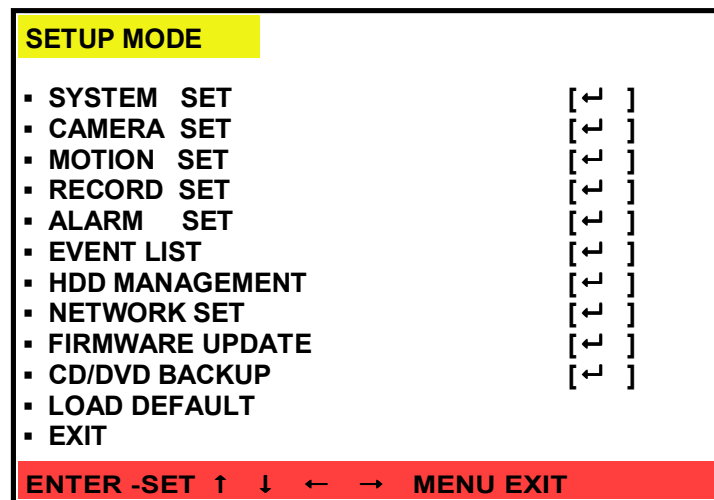 SETUP MODE
▪ SYSTEM SET [↵ ]
▪ CAMERA SET [↵ ]
▪ MOTION SET [↵ ]
▪ RECORD SET [↵ ]
▪ ALARM SET [↵ ]
▪ EVENT LIST [↵ ]
▪ HDD MANAGEMENT [↵ ]
▪ NETWORK SET [↵ ]
▪ FIRMWARE UPDATE [↵ ]
▪ CD/DVD BACKUP [↵ ]
▪ LOAD DEFAULT
▪ EXIT
ENTER -SET ↑ ↓ ← → MENU EXIT